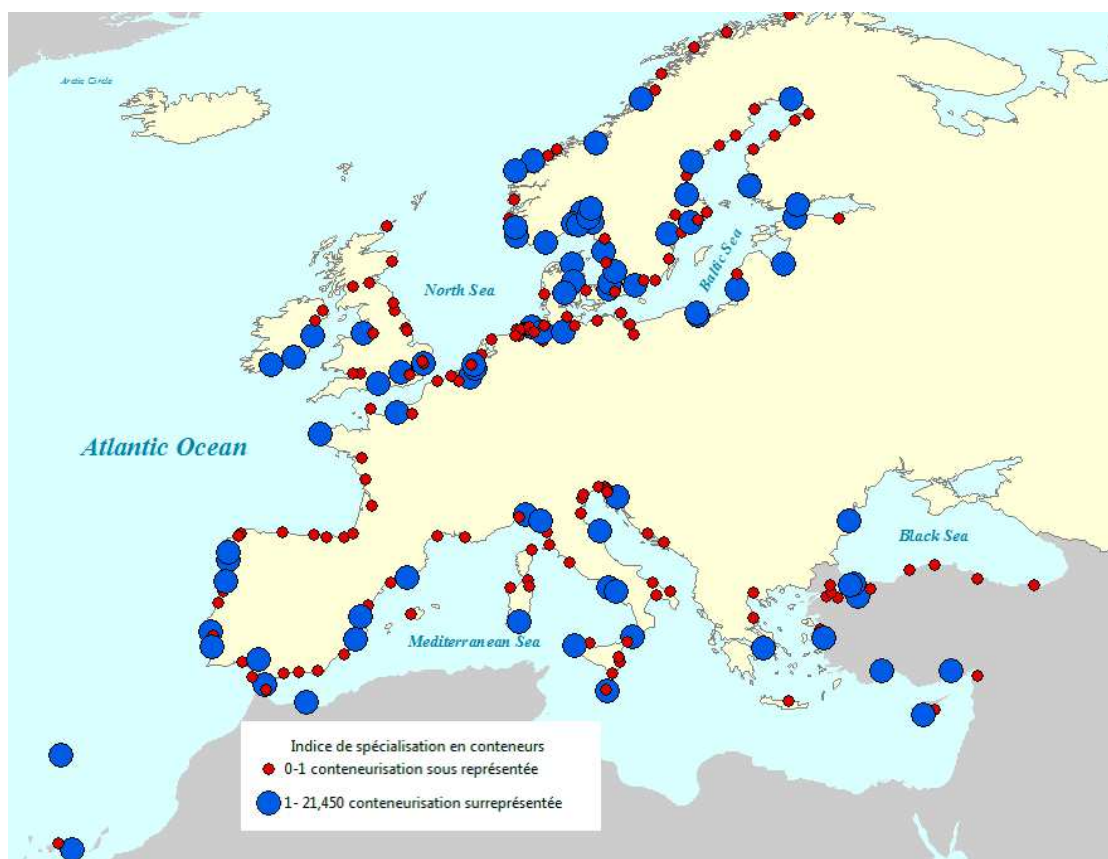 Arctic Circle
North Sea
Baltic Sea
Atlantic Ocean
Black Sea
Mediterranean Sea
Indice de spécialisation en conteneurs
0-1 conteneurisation sous représentée
1- 21,450 conteneurisation surreprésentée